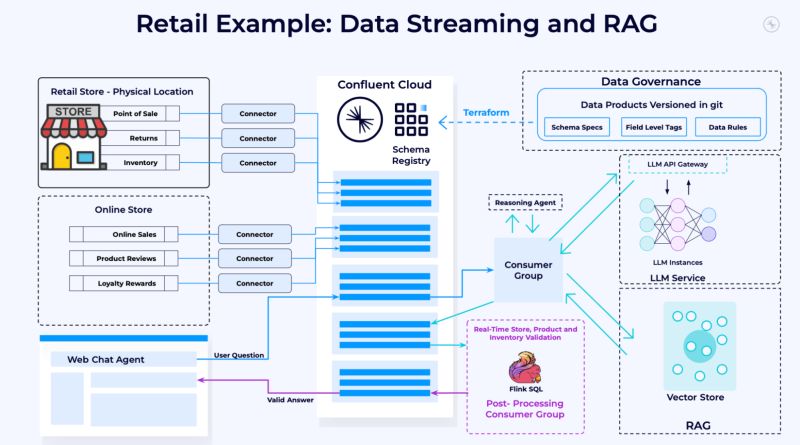 Retail Example: Data Streaming and RAG
Retail Store - Physical Location
STORE
Point of Sale
Returns
Inventory
Connector
Connector
Connector
Online Store
Online Sales
Product Reviews
Loyalty Rewards
Connector
Connector
Connector
Web Chat Agent
User Question
Valid Answer
Confluent Cloud
Schema
Registry
Terraform
Data Governance
Data Products Versioned in git
Schema Specs
Field Level Tags
Data Rules
Reasoning Agent
Consumer
Group
LLM API Gateway
LLM Instances
LLM Service
Real-Time Store, Product and
Inventory Validation
Flink SQL
Post- Processing
Consumer Group
Vector Store
RAG